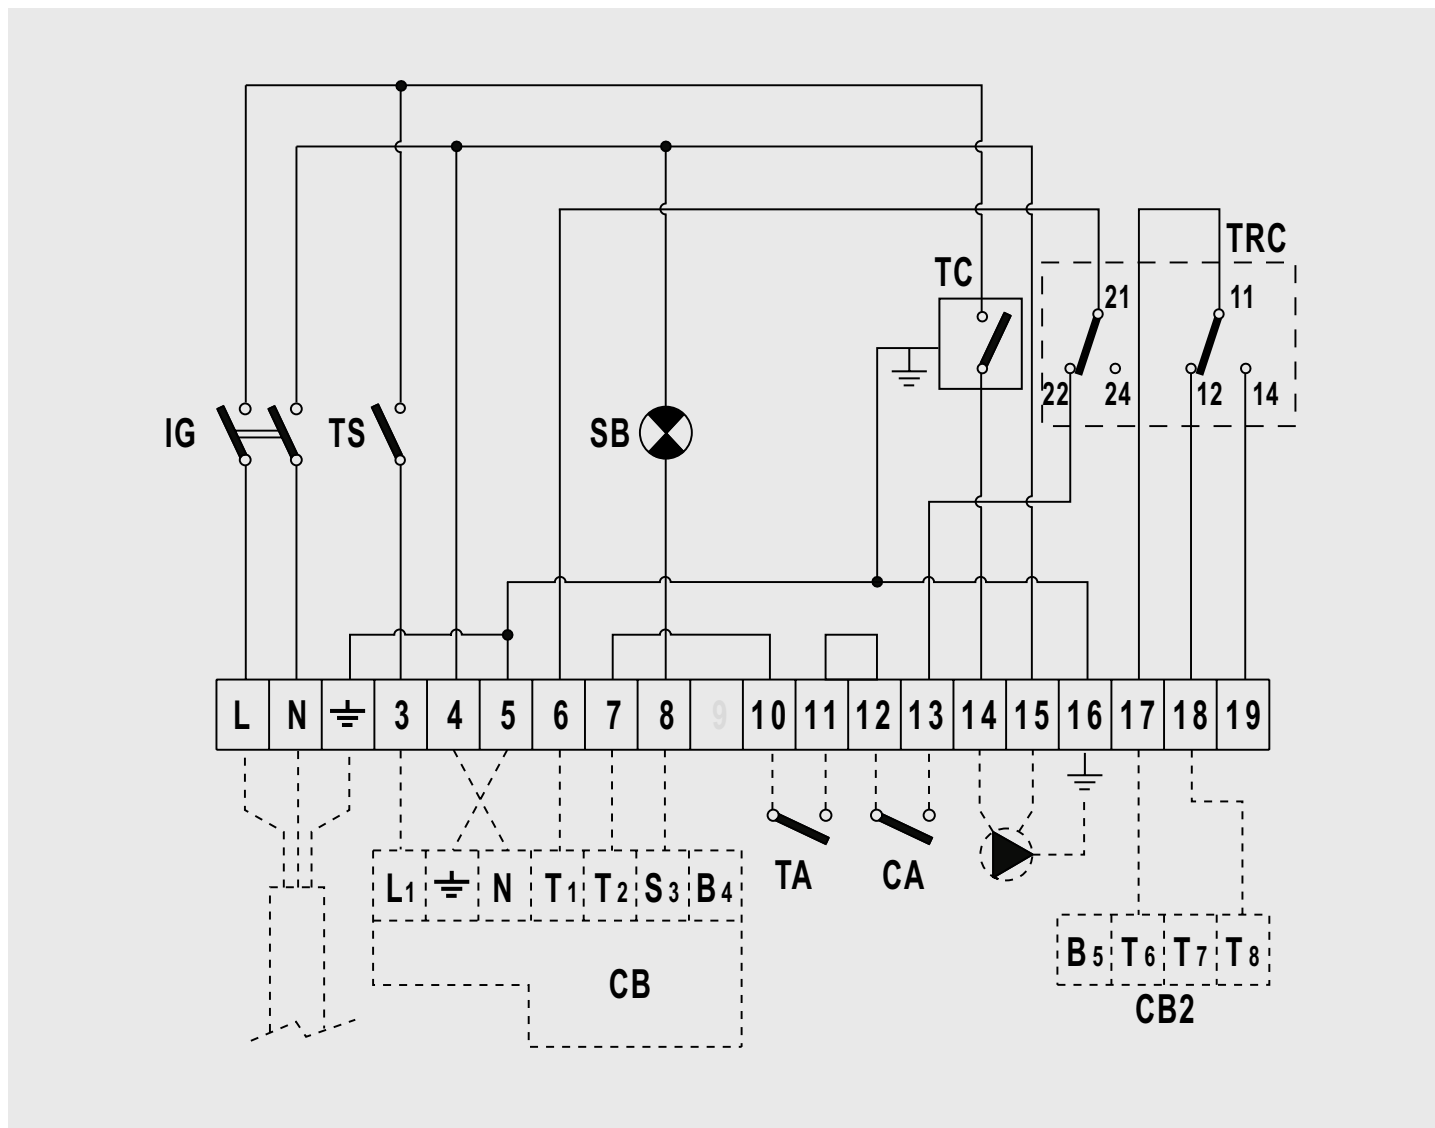 TRC
TC
21 11
22 24 12 14
IG TS SB
L N 3 4 5 6 7 8 9 10 11 12 13 14 15 16 17 18 19
TA CA
L1 N T1 T2 S3 B4
B5 T6 T7 T8
CB
CB2